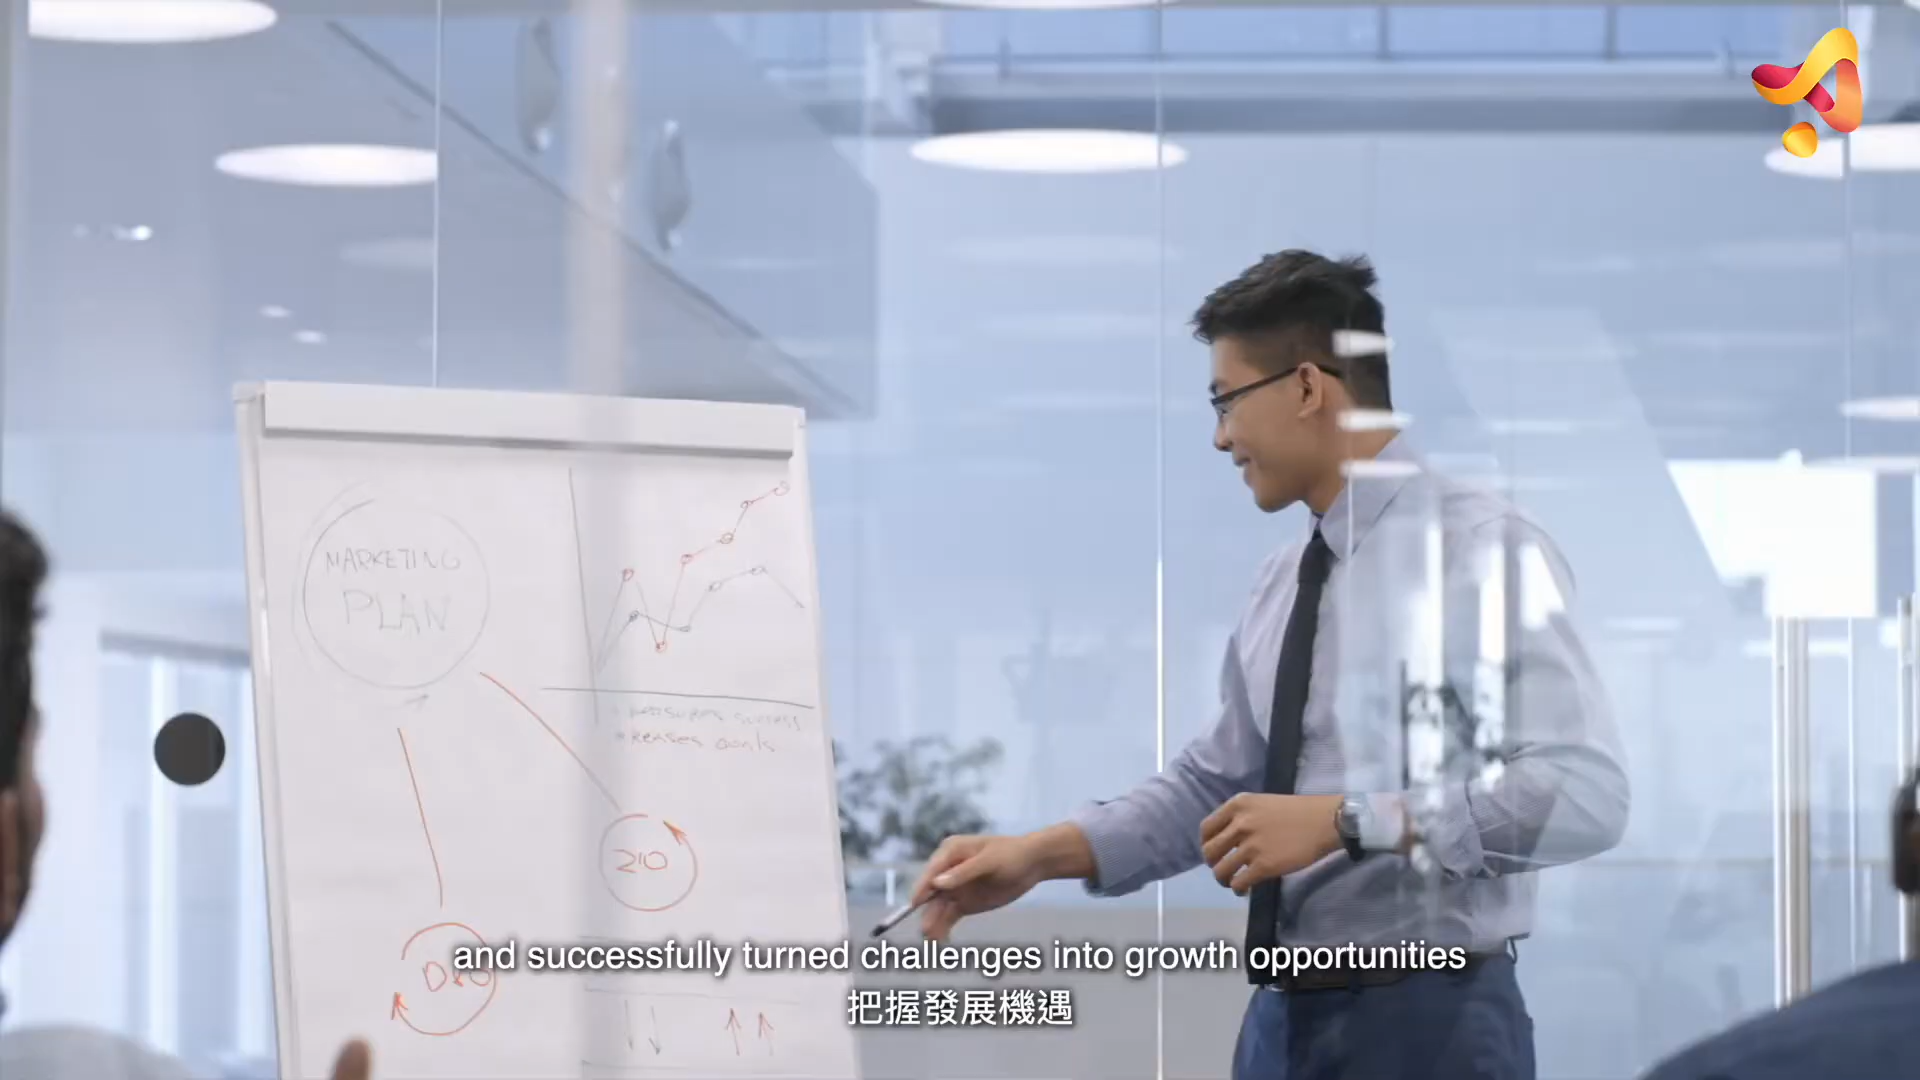 MARKETING
PLAN
210
and successfully turned challenges into growth opportunities
把握發展機遇